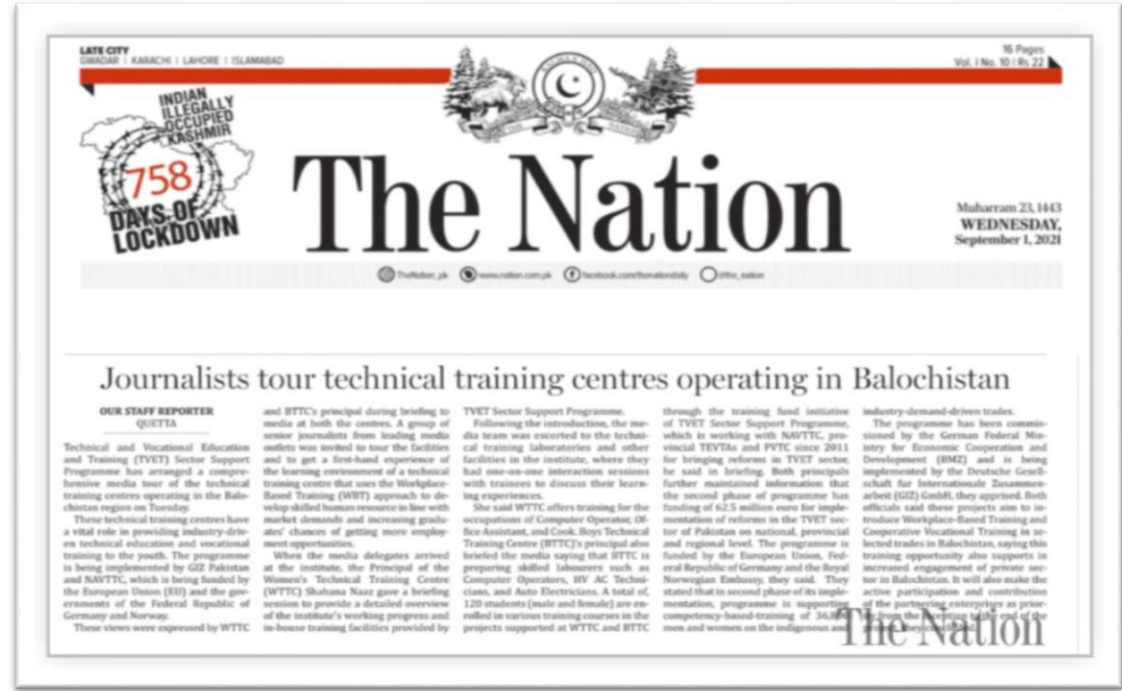 LATE CITY
GWADAR | KARACHI | LAHORE | ISLAMABAD
16 Pages
Vol. I No. 10 | Rs 22
INDIAN
ILLEGALLY
OCCUPIED
KASHMIR
758
DAYS OF
LOCKDOWN
The Nation
Muharram 23, 1443
WEDNESDAY,
September 1, 2021
TheNation_pk www.nation.com.pk facebook.com/thenationdaily @the_nation
Journalists tour technical training centres operating in Balochistan
OUR STAFF REPORTER
QUETTA
Technical and Vocational Education
and Training (TVET) Sector Support
Programme has arranged a compre-
hensive media tour of the technical
training centres operating in the Balo-
chistan region on Tuesday.
These technical training centres have
a vital role in providing industry-driv-
en technical education and vocational
training to the youth. The programme
is being implemented by GIZ Pakistan
and NAVTTC, which is being funded by
the European Union (EU) and the gov-
ernments of the Federal Republic of
Germany and Norway.
These views were expressed by WTTC
and BTTC's principal during briefing to
media at both the centres. A group of
senior journalists from leading media
outlets was invited to tour the facilities
and to get a first-hand experience of
the learning environment of a technical
training centre that uses the Workplace-
Based Training (WBT) approach to de-
velop skilled human resource in line with
market demands and increasing gradu-
ates' chances of getting more employ-
ment opportunities.
When the media delegates arrived
at the institute, the Principal of the
Women's Technical Training Centre
(WTTC) Shahana Naaz gave a briefing
session to provide a detailed overview
of the institute's working progress and
in-house training facilities provided by
TVET Sector Support Programme.
Following the introduction, the me-
dia team was escorted to the techni-
cal training laboratories and other
facilities in the institute, where they
had one-on-one interaction sessions
with trainees to discuss their learn-
ing experiences.
She said WTTC offers training for the
occupations of Computer Operator, Of-
fice Assistant, and Cook. Boys Technical
Training Centre (BTTC)'s principal also
briefed the media saying that BTTC is
preparing skilled labourers such as
Computer Operators, HV AC Techni-
cians, and Auto Electricians. A total of,
120 students (male and female) are en-
rolled in various training courses in the
projects supported at WTTC and BTTC
through the training fund initiative
of TVET Sector Support Programme,
which is working with NAVTTC, pro-
vincial TEVTAs and PVTC since 2011
for bringing reforms in TVET sector,
he said in briefing. Both principals
further maintained information that
the second phase of programme has
funding of 62.5 million euro for imple-
mentation of reforms in the TVET sec-
tor of Pakistan on national, provincial
and regional level. The programme is
funded by the European Union, Fed-
eral Republic of Germany and the Royal
Norwegian Embassy, they said. They
stated that in second phase of its imple-
mentation, programme is supporting
competency-based-training of
men and women on the indigenous and
industry-demand-driven trades.
The programme has been commis-
sioned by the German Federal Min-
istry for Economic Cooperation and
Development (BMZ) and is being
implemented by the Deutsche Gesell-
schaft fur Internationale Zusammen-
arbeit (GIZ) GmbH, they apprised. Both
officials said these projects aim to in-
troduce Workplace-Based Training and
Cooperative Vocational Training in se-
lected trades in Balochistan, saying this
training opportunity also supports in
increased engagement of private sec-
tor in Balochistan. It will also make the
active participation and contribution
of the partnering enterprises as prior-
the end of the
they
The Nation